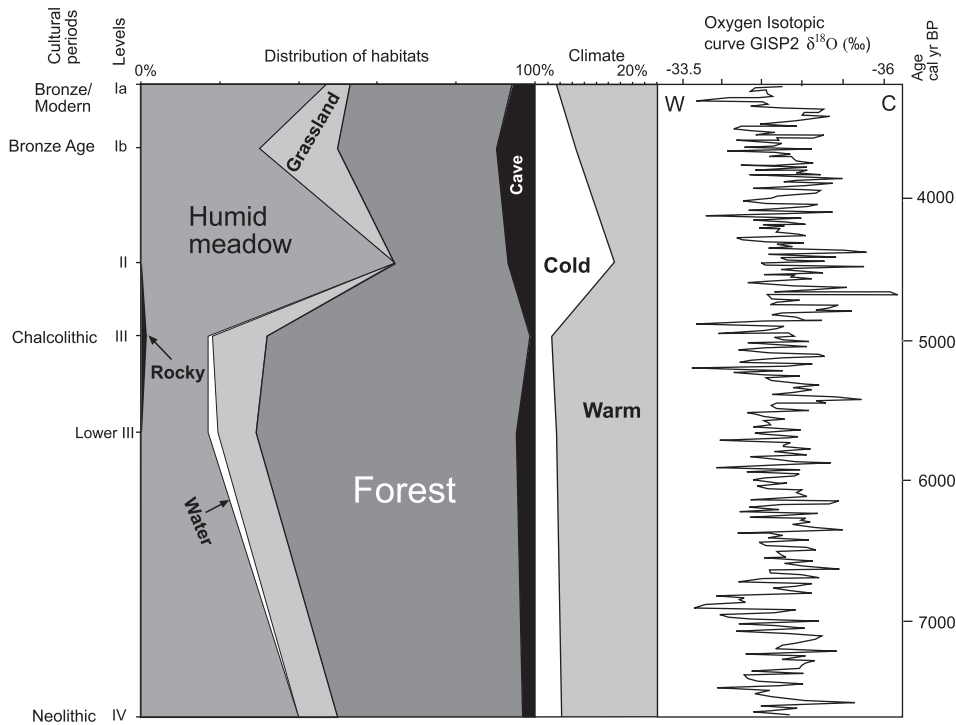 Cultural
periods
Levels
Distribution of habitats
Climate
Oxygen Isotopic
curve GISP2 δ18O (‰)
Age
cal yr BP
0%
100%
20%
-33.5
-36
Bronze/
Modern
Ia
W
C
Grassland
Bronze Age
Ib
Cave
4000
Humid
meadow
II
Cold
Chalcolithic
III
5000
Rocky
Warm
Lower III
Forest
6000
Water
7000
Neolithic
IV